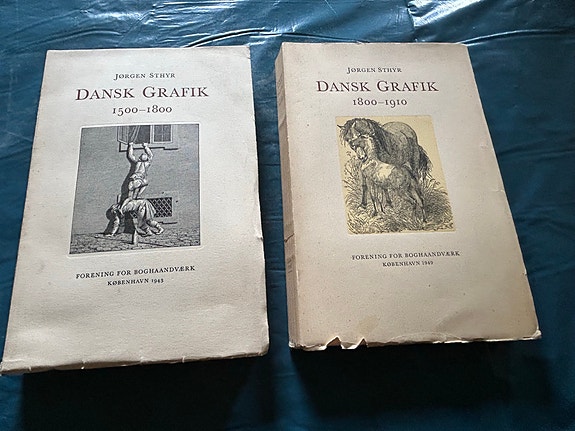 JØRGEN STHYR
DANSK GRAFIK
1500–1800
FORENING FOR BOGHAANDVÆRK
KØBENHAVN 1943
JØRGEN STHYR
DANSK GRAFIK
1800–1910
FORENING FOR BOGHAANDVÆRK
KØBENHAVN 1949